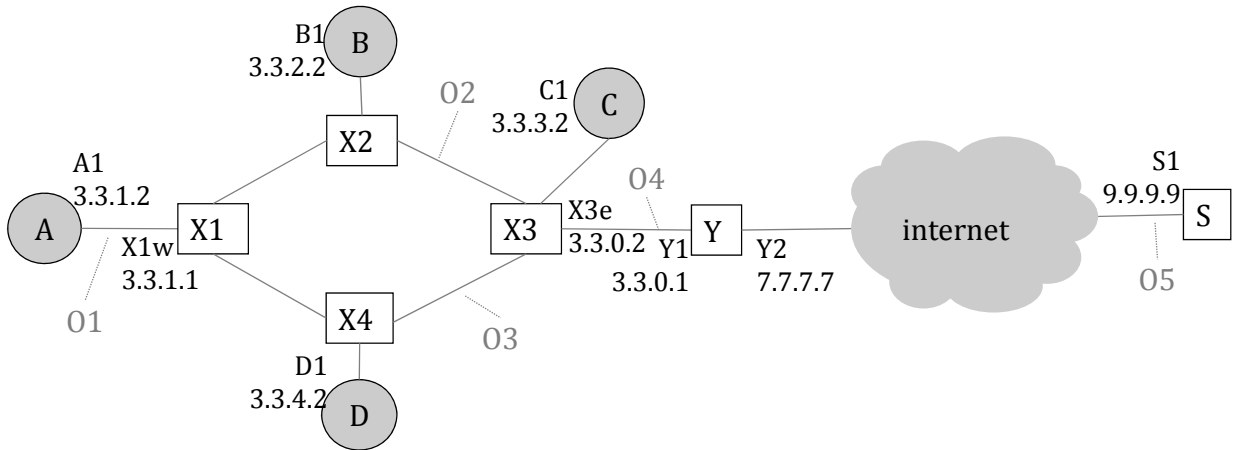 B1
3.3.2.2
B
O2
C1
3.3.3.2
C
X2
A1
3.3.1.2
A
X1w
3.3.1.1
X1
O1
X3
X3e
3.3.0.2
O4
Y1
3.3.0.1
Y
Y2
7.7.7.7
internet
S1
9.9.9.9
S
O5
X4
O3
D1
3.3.4.2
D